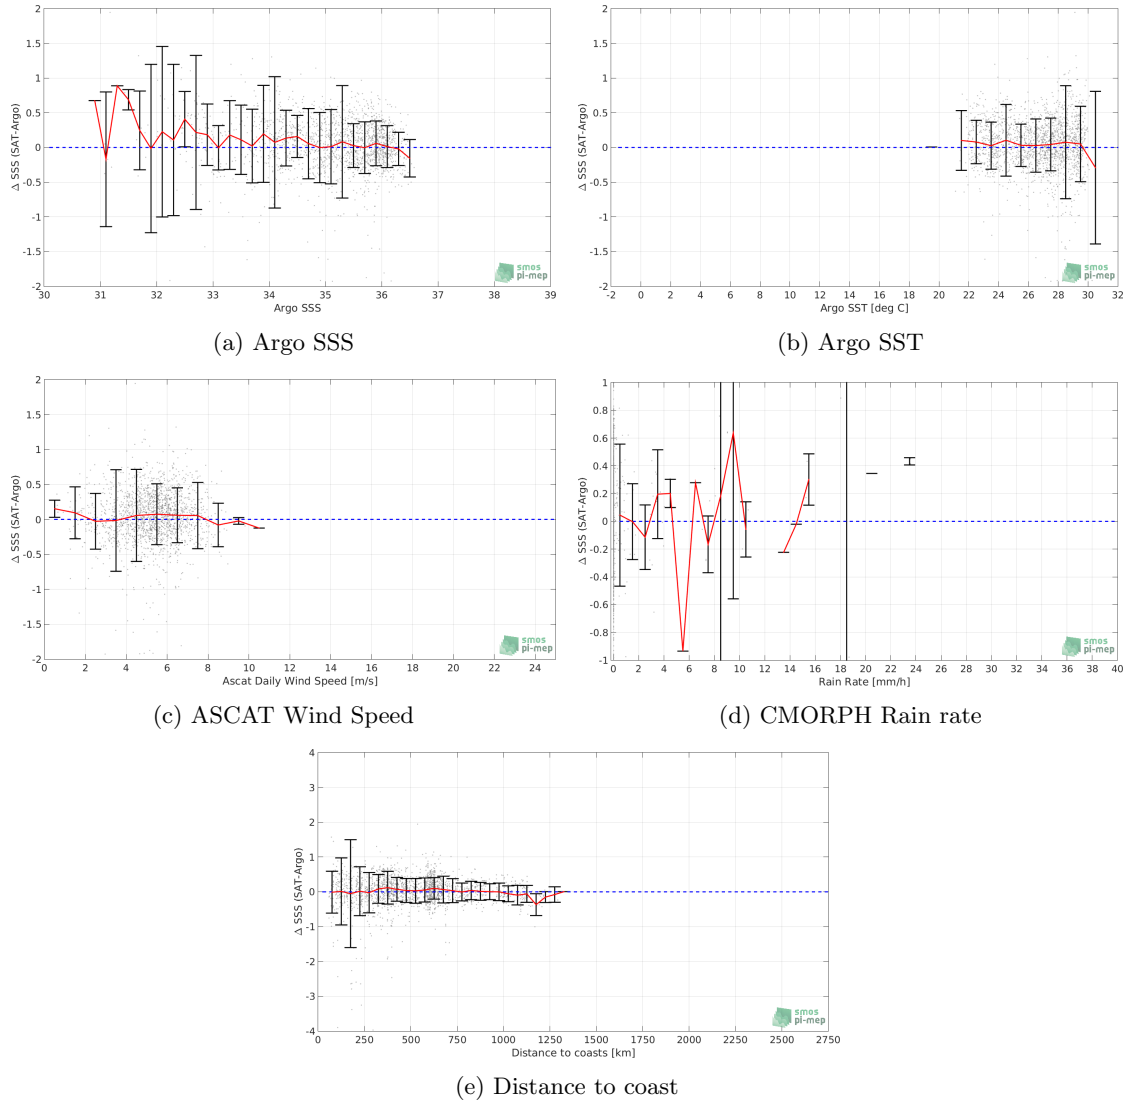 2
1.5
1
0.5
0
-0.5
-1
-1.5
-2
Δ SSS (SAT-Argo)
30 31 32 33 34 35 36 37 38 39
Argo SSS
smos
pi-mep
(a) Argo SSS
2
1.5
1
0.5
0
-0.5
-1
-1.5
-2
Δ SSS (SAT-Argo)
-2 0 2 4 6 8 10 12 14 16 18 20 22 24 26 28 30 32
Argo SST [deg C]
smos
pi-mep
(b) Argo SST
2
1.5
1
0.5
0
-0.5
-1
-1.5
-2
Δ SSS (SAT-Argo)
0 2 4 6 8 10 12 14 16 18 20 22 24
Ascat Daily Wind Speed [m/s]
smos
pi-mep
(c) ASCAT Wind Speed
1
0.8
0.6
0.4
0.2
0
-0.2
-0.4
-0.6
-0.8
-1
Δ SSS (SAT-Argo)
0 2 4 6 8 10 12 14 16 18 20 22 24 26 28 30 32 34 36 38 40
Rain Rate [mm/h]
smos
pi-mep
(d) CMORPH Rain rate
4
3
2
1
0
-1
-2
-3
-4
Δ SSS (SAT-Argo)
0 250 500 750 1000 1250 1500 1750 2000 2250 2500 2750
Distance to coasts [km]
smos
pi-mep
(e) Distance to coast